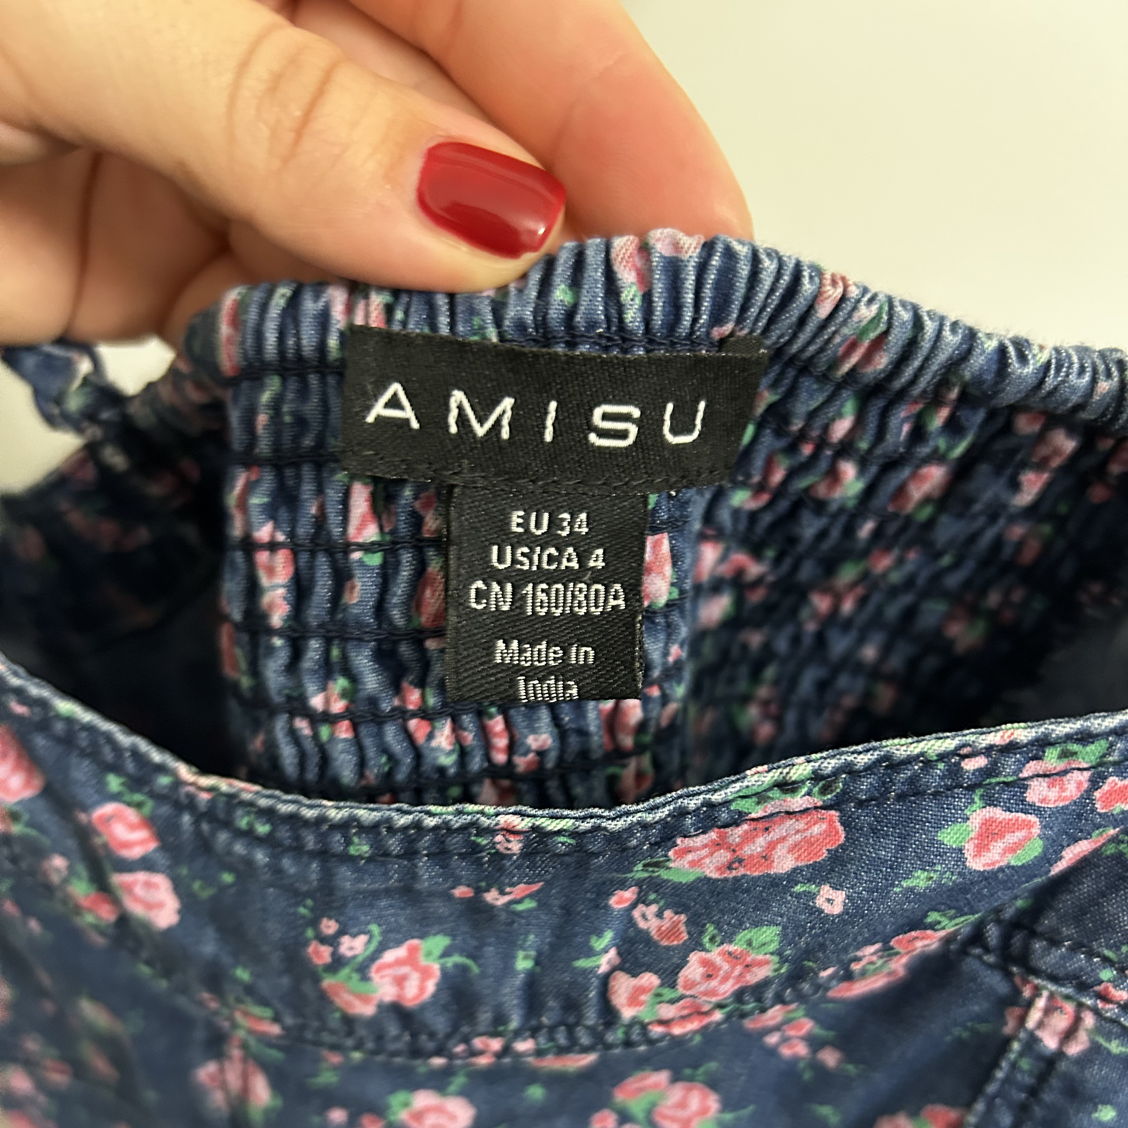 AMISU
EU 34
US/CA 4
CN 160/80A
Made in
India